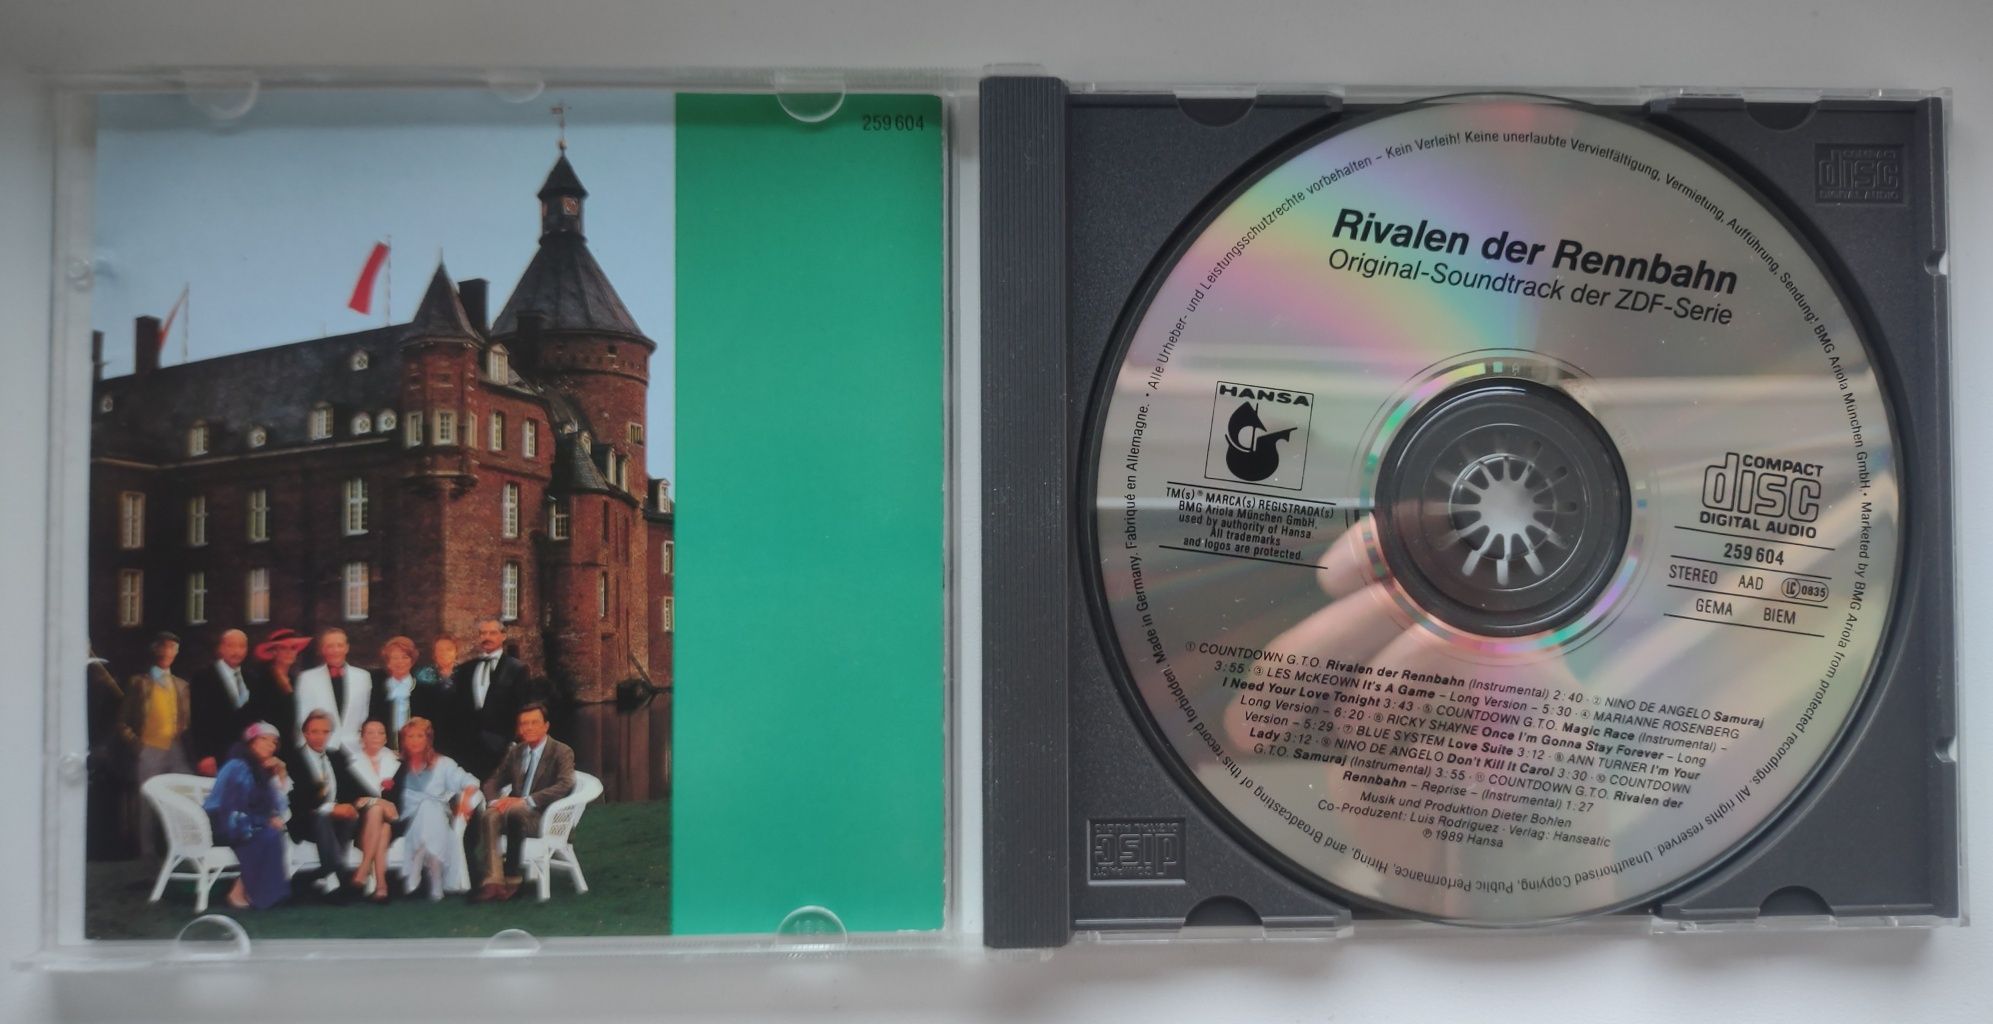 259 604
COMPACT
disc
DIGITAL AUDIO
Alle Urheber- und Leistungsschutzrechte vorbehalten – Kein Verleih! Keine unerlaubte Vervielfältigung, Vermietung, Aufführung, Sendung! BMG Ariola München GmbH • Marketed by BMG Ariola from protected recordings. All rights reserved. Unauthorised Copying, Public Performance, Hiring, and Broadcasting of this record forbidden. Made in Germany. Fabriqué en Allemagne. •
Rivalen der Rennbahn
Original-Soundtrack der ZDF-Serie
HANSA
TM(s) ® MARCA(s) REGISTRADA(s)
BMG Ariola München GmbH,
used by authority of Hansa.
All trademarks
and logos are protected.
COMPACT
disc
DIGITAL AUDIO
259 604
STEREO AAD LC 0835
GEMA BIEM
① COUNTDOWN G.T.O. Rivalen der Rennbahn (Instrumental) 2:40 · ② NINO DE ANGELO Samuraj
3:55 · ③ LES McKEOWN It's A Game – Long Version – 5:30 · ④ MARIANNE ROSENBERG
I Need Your Love Tonight 3:43 · ⑤ COUNTDOWN G.T.O. Magic Race (Instrumental) –
Long Version – 6:20 · ⑥ RICKY SHAYNE Once I'm Gonna Stay Forever – Long
Version – 5:29 · ⑦ BLUE SYSTEM Love Suite 3:12 · ⑧ ANN TURNER I'm Your
Lady 3:12 · ⑨ NINO DE ANGELO Don't Kill It Carol 3:30 · ⑩ COUNTDOWN
G.T.O. Samuraj (Instrumental) 3:55 · ⑪ COUNTDOWN G.T.O. Rivalen der
Rennbahn – Reprise – (Instrumental) 1:27
Musik und Produktion Dieter Bohlen
Co-Produzent: Luis Rodriguez · Verlag: Hanseatic
℗ 1989 Hansa
COMPACT
disc
DIGITAL AUDIO